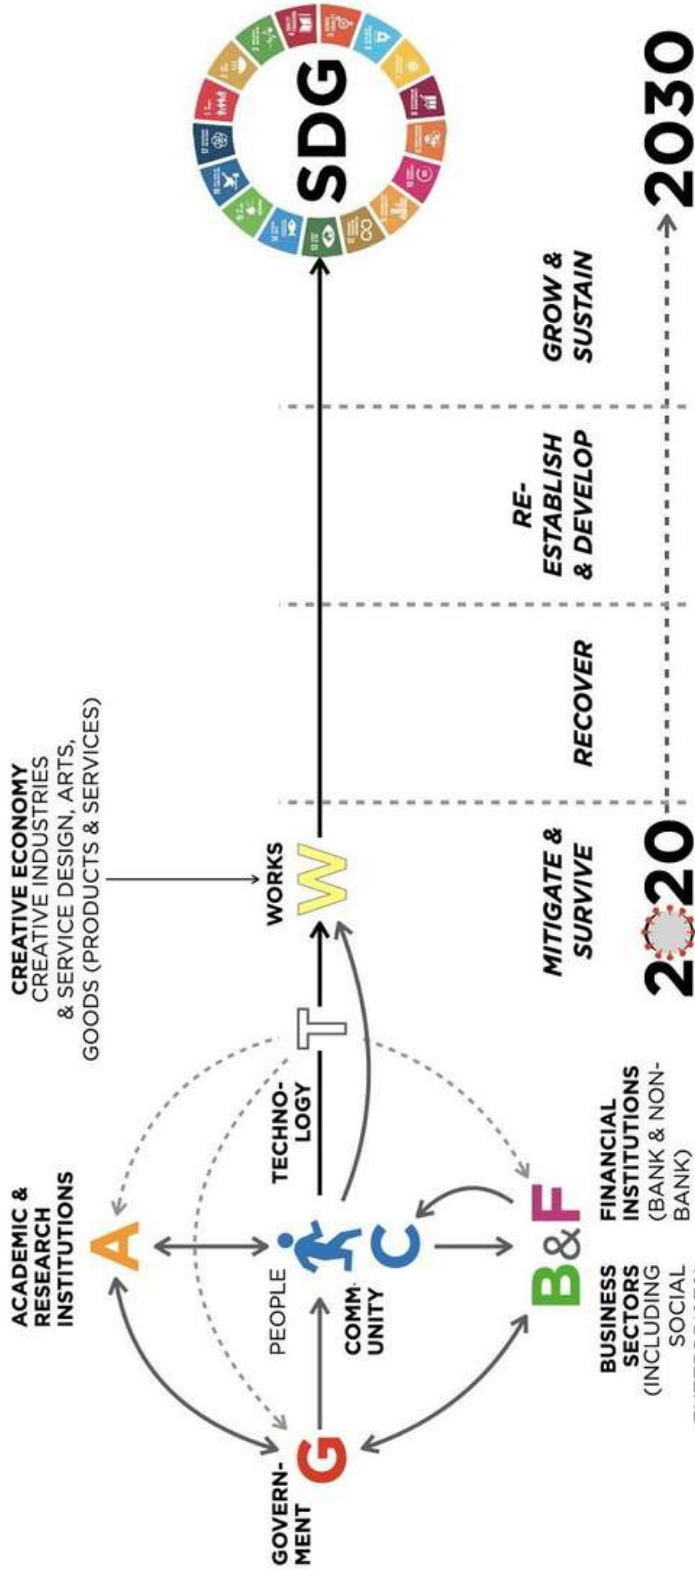 CREATIVE ECONOMY
CREATIVE INDUSTRIES
& SERVICE DESIGN, ARTS,
GOODS (PRODUCTS & SERVICES)
ACADEMIC &
RESEARCH
INSTITUTIONS
A
GOVERN-
MENT
G
PEOPLE
COMM-
UNITY
C
TECHNO-
LOGY
T
WORKS
W
SDG
B&F
BUSINESS
SECTORS
(INCLUDING
SOCIAL
FINANCIAL
INSTITUTIONS
(BANK & NON-
BANK)
MITIGATE &
SURVIVE
RECOVER
RE-
ESTABLISH
& DEVELOP
GROW &
SUSTAIN
2020
2030